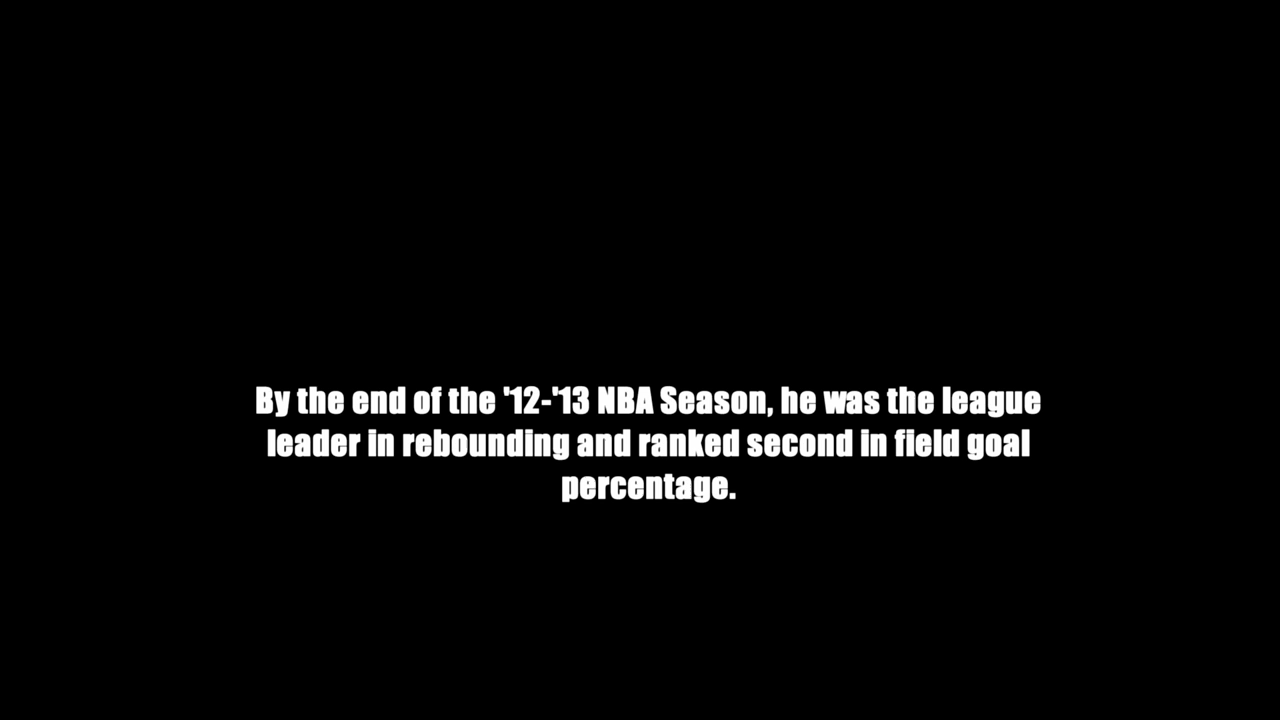 By the end of the '12-'13 NBA Season, he was the league
leader in rebounding and ranked second in field goal
percentage.